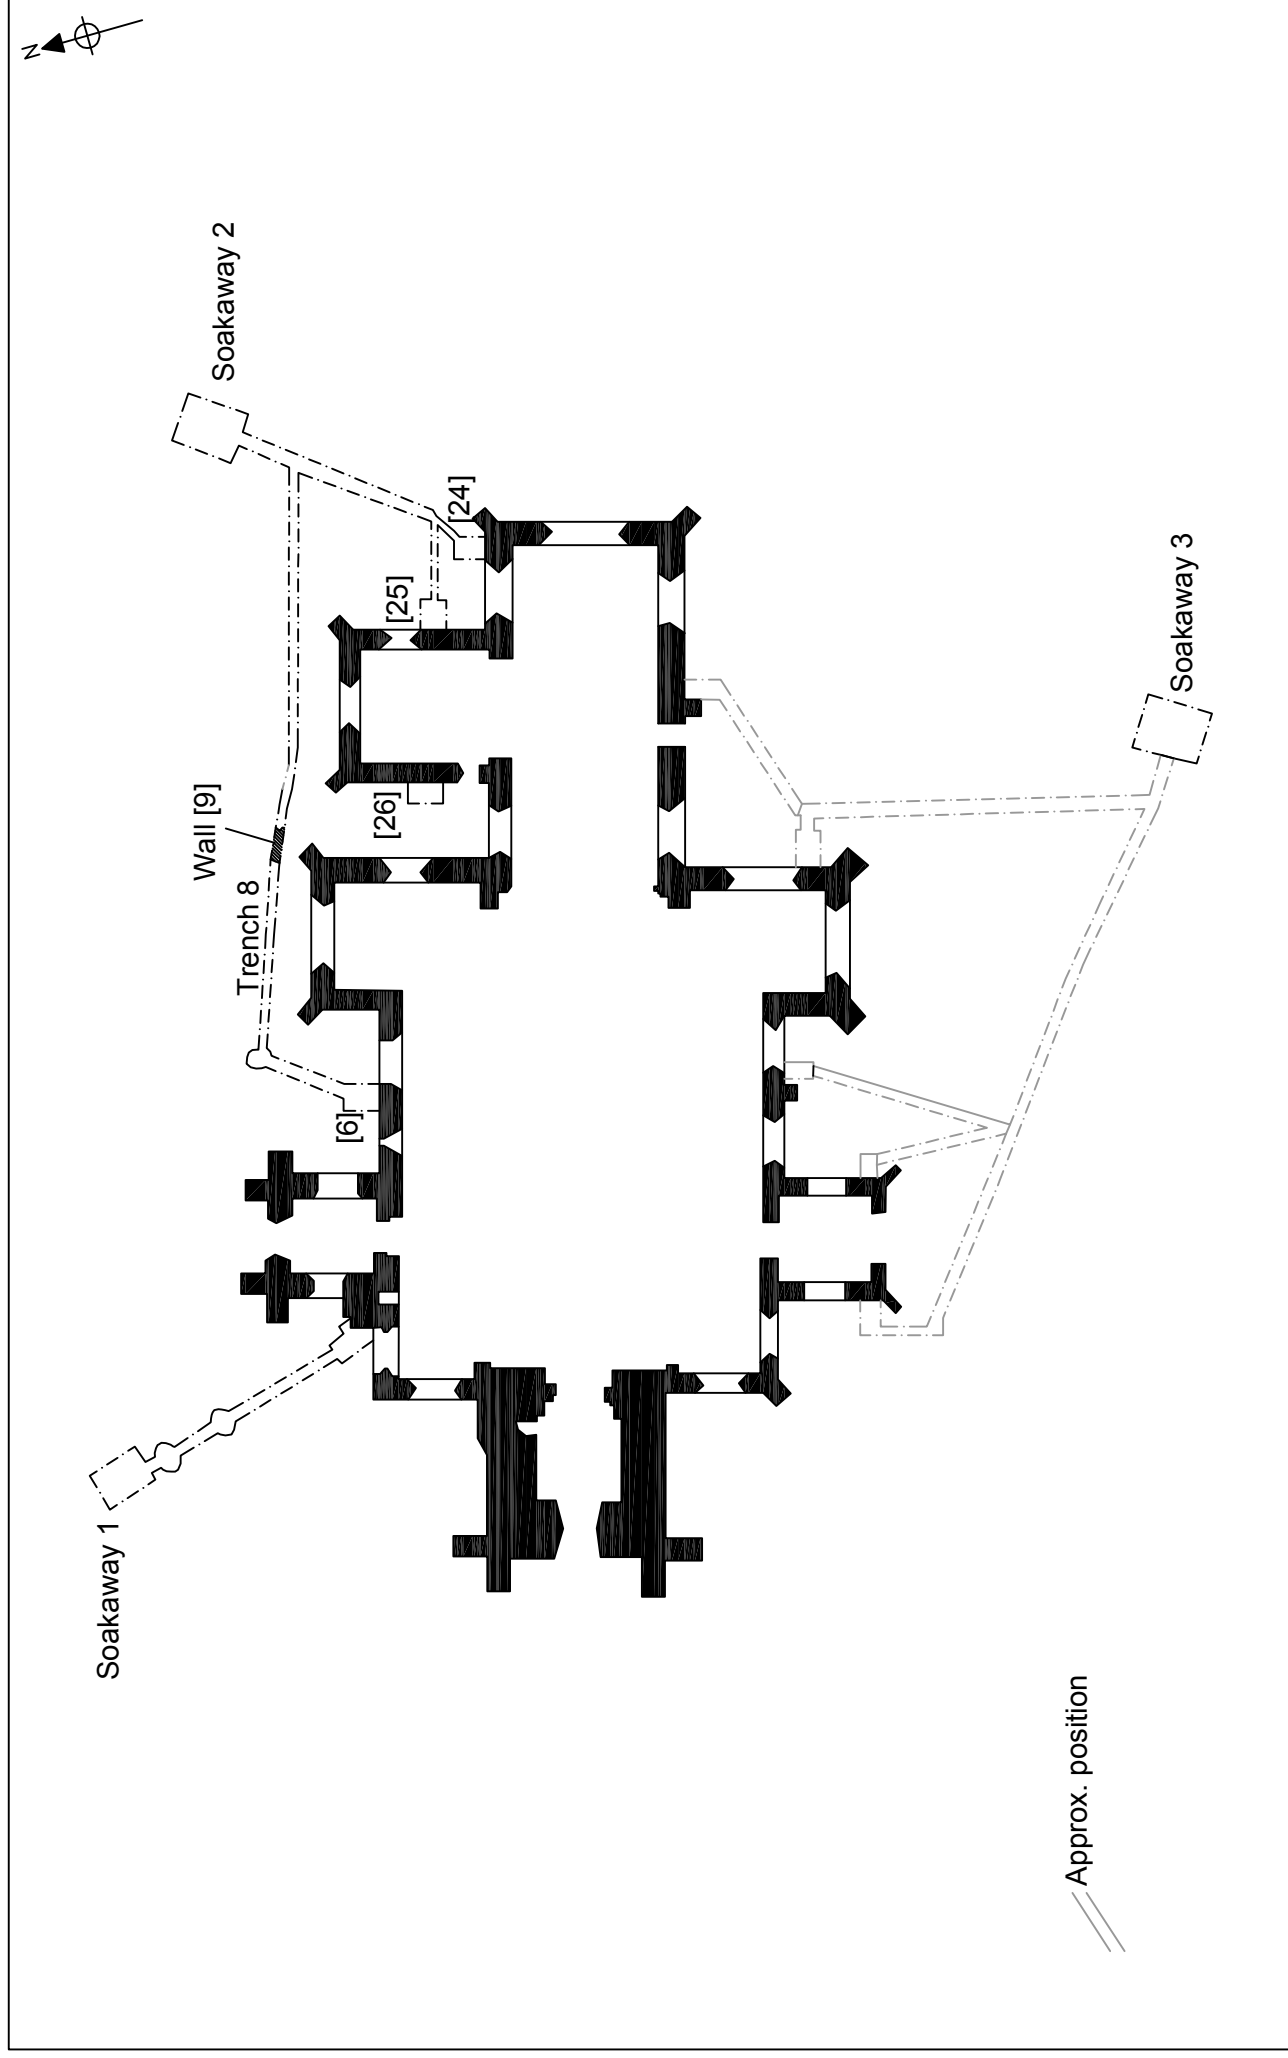 N
Soakaway 1
[6]
Trench 8
Wall [9]
[26]
[25]
[24]
Soakaway 2
Soakaway 3
Approx. position